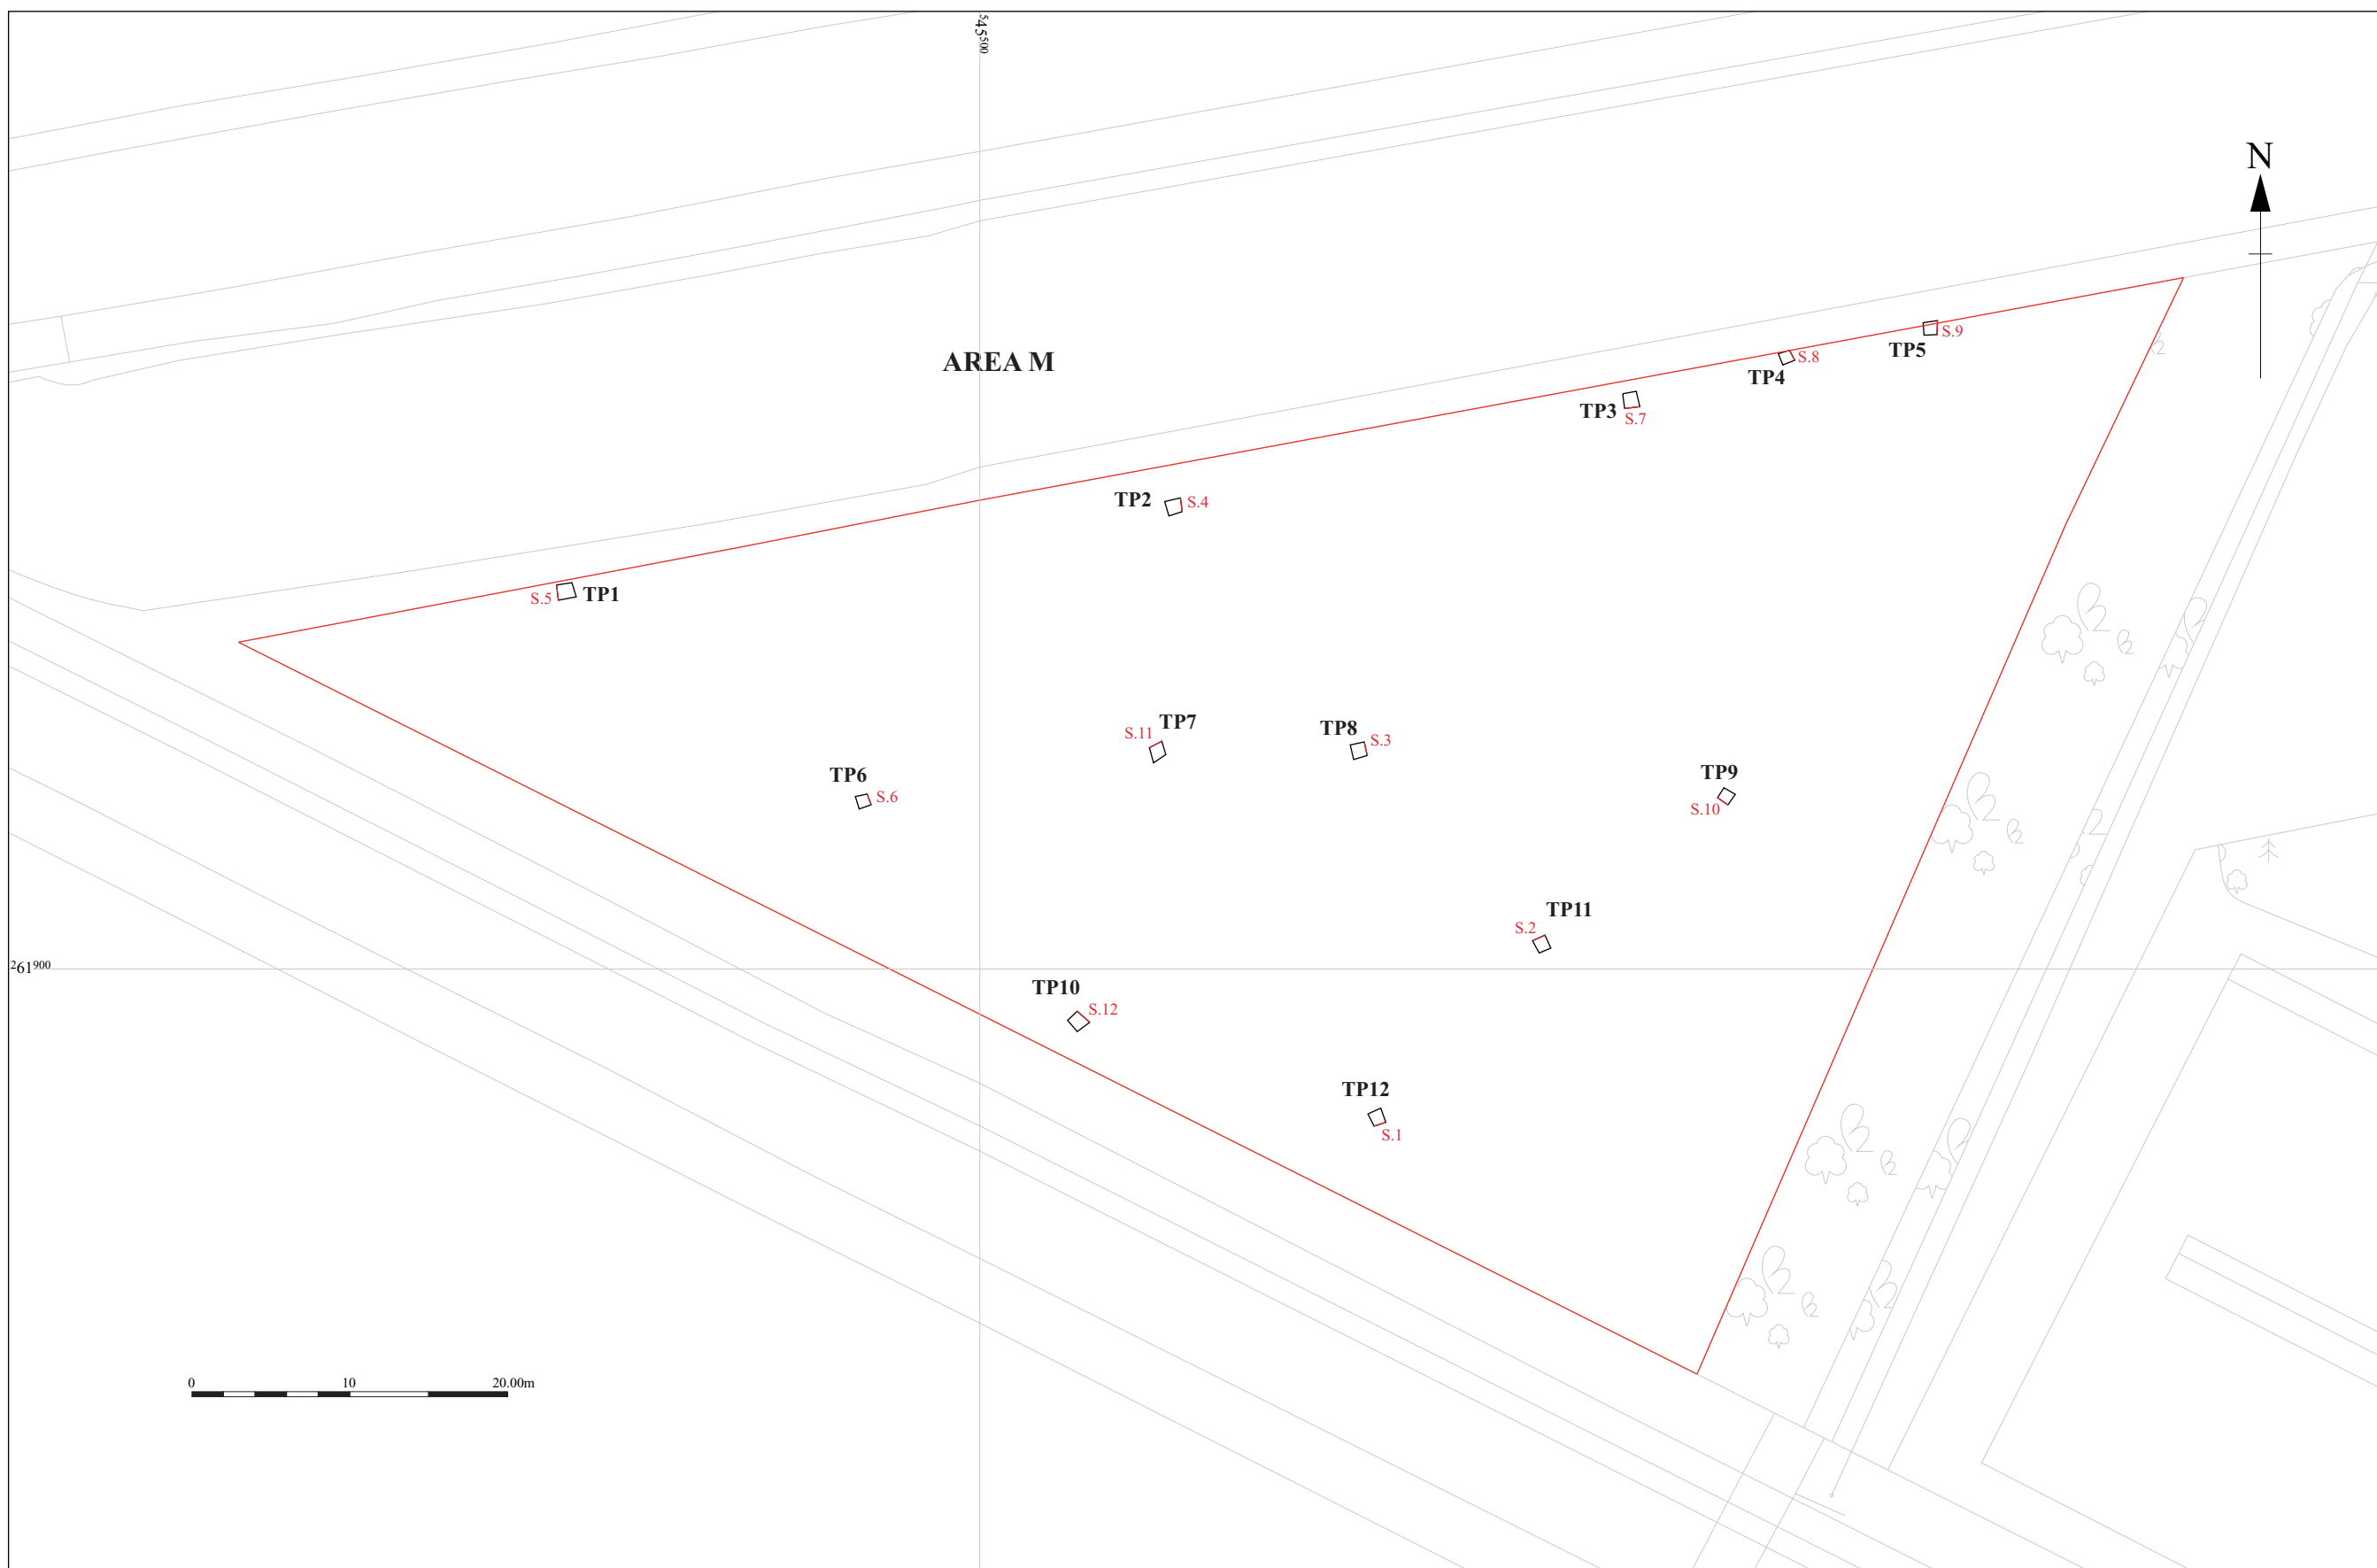 545500
N
AREA M
S.9
TP5
S.8
TP4
TP3
S.7
TP2
S.4
S.5
TP1
S.11
TP7
TP8
S.3
TP6
S.6
TP9
S.10
TP11
S.2
261900
TP10
S.12
TP12
S.1
0 10 20.00m